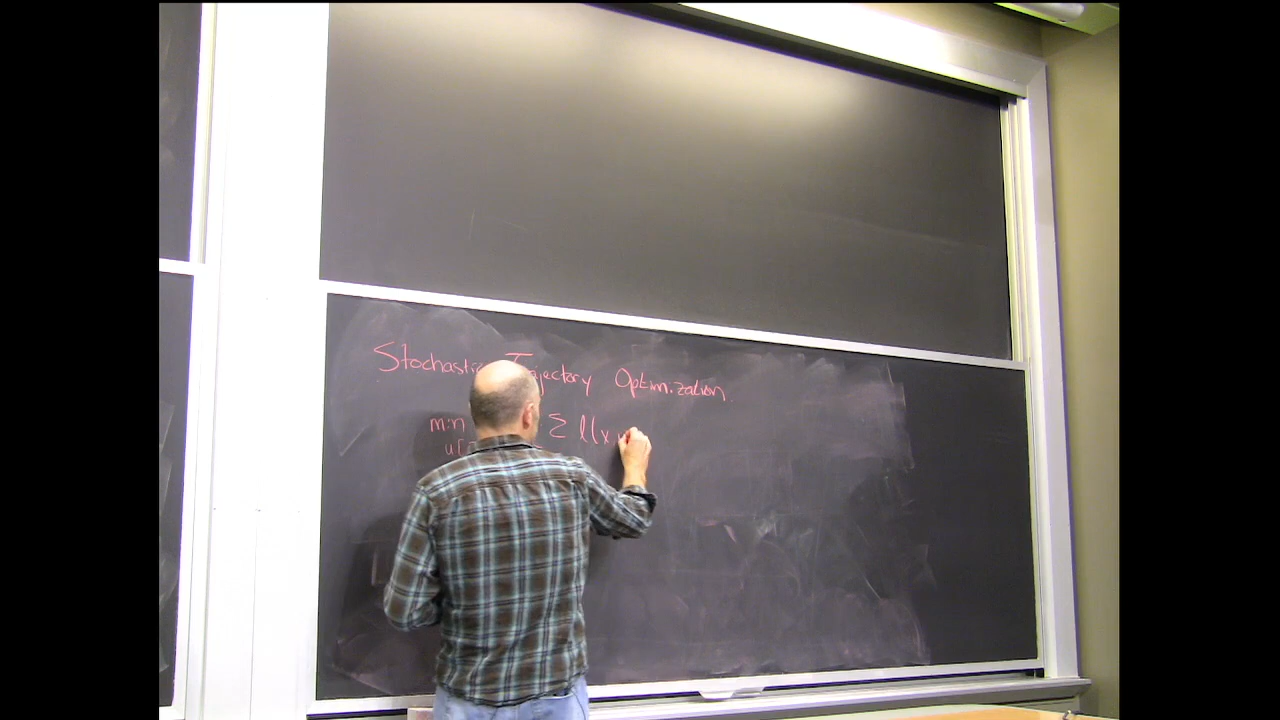 Stochastic Trajectory Optimization
min Σ l(x,
u[